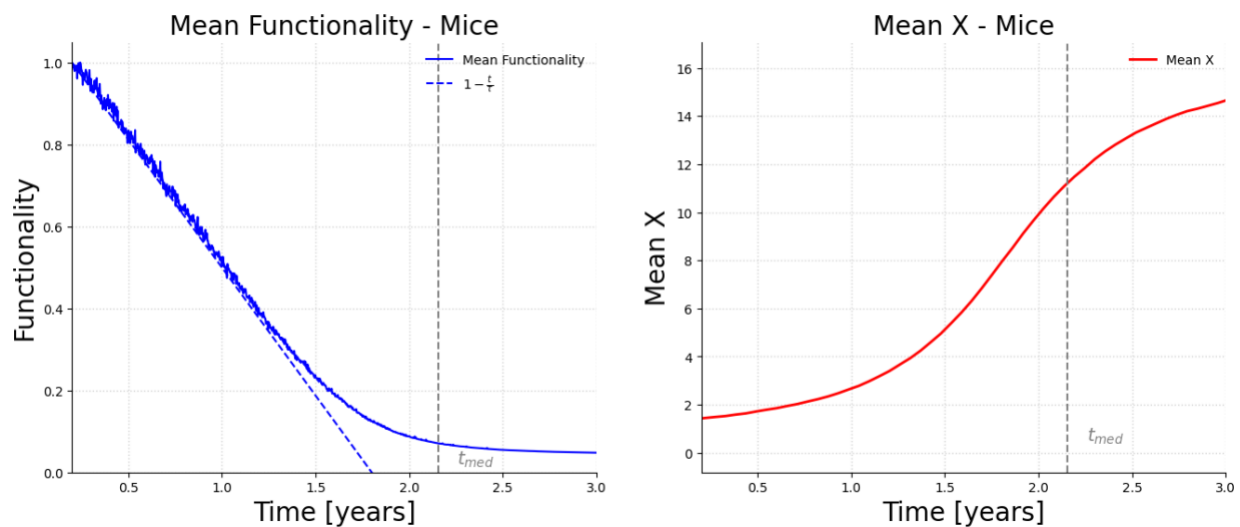 Mean Functionality - Mice
Mean Functionality
1 − t/τ
1.0
0.8
0.6
0.4
0.2
0.0
Functionality
t_med
0.5 1.0 1.5 2.0 2.5 3.0
Time [years]
Mean X - Mice
Mean X
16
14
12
10
8
6
4
2
0
Mean X
t_med
0.5 1.0 1.5 2.0 2.5 3.0
Time [years]